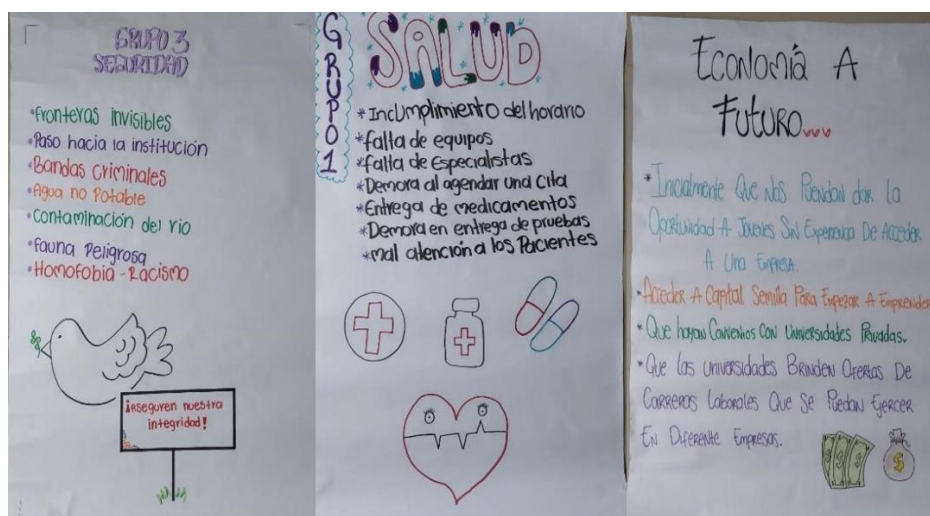 GRUPO 3
SEGURIDAD
*fronteras invisibles
*Paso hacia la institución
*Bandas criminales
*Agua no Potable
*Contaminación del rio
*fauna Peligrosa
*Homofobia - Racismo
¡Aseguren nuestra
integridad!
GRUPO 1
SALUD
*Incumplimiento del horario
*falta de equipos
*falta de Especialistas
*Demora al agendar una Cita
*Entrega de medicamentos
*Demora en entrega de pruebas
*mal atención a los Pacientes
Economía A
Futuro...
*Inicialmente Que Nos Puendan dar la
Oportunidad A Jovenes Sin Experiencia De Acceder
A Una Empresa.
*Acceder A Capital Semilla Para Empezar A Emprender
*Que hayan Convenios Con Universidades Privadas.
*Que las universidades Brinden Ofertas De
Carreras Laborales Que Se Puedan Ejercer
En Diferente Empresas.
$